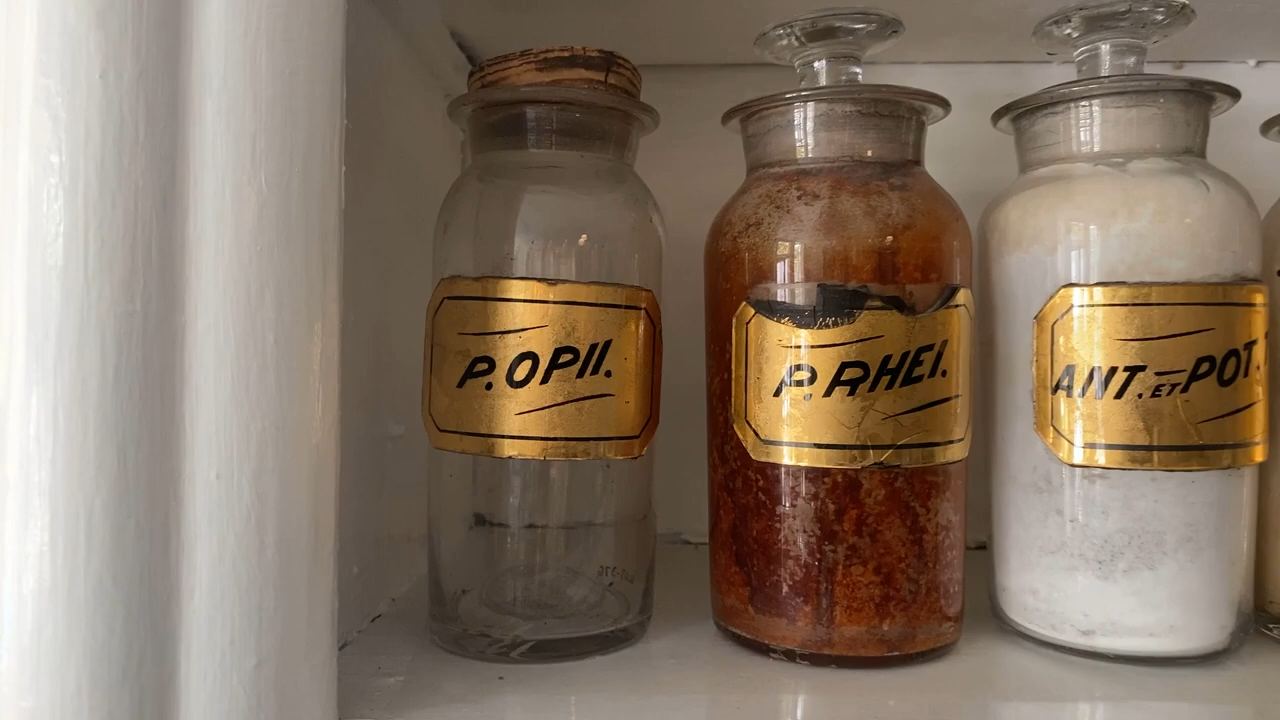 P. OPII.
P. RHEI.
ANT. ET POT. T